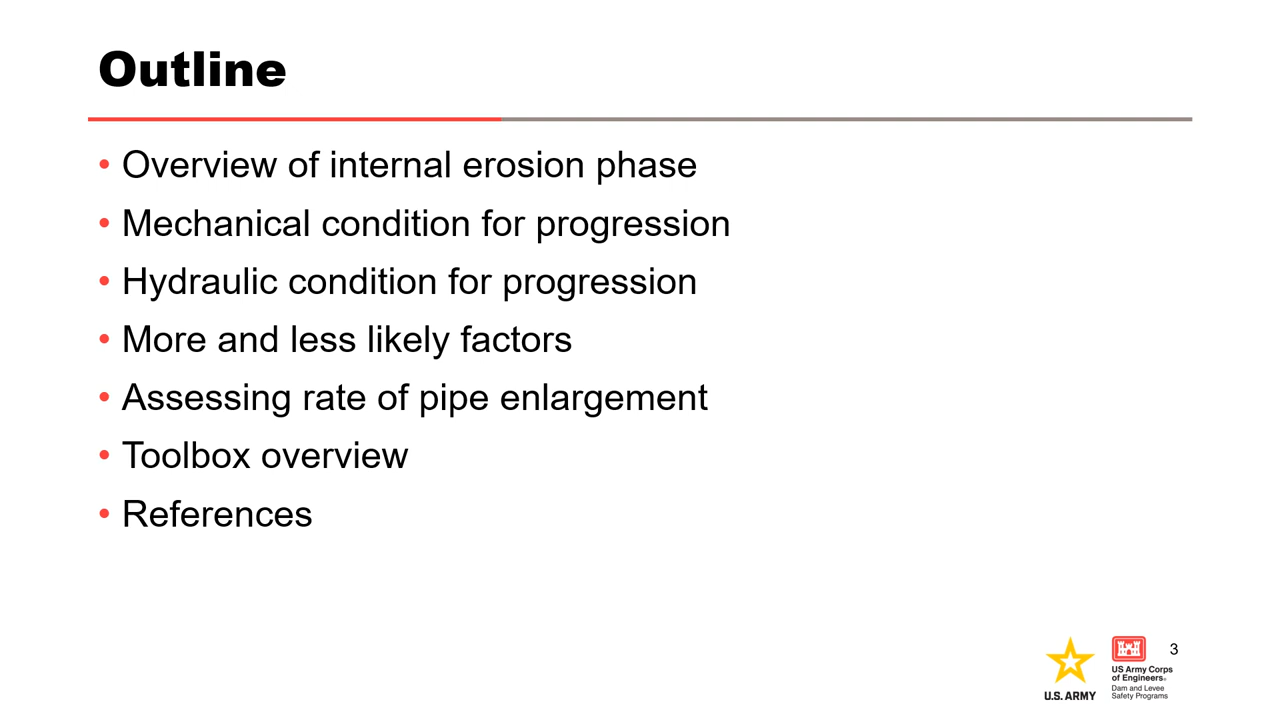 Outline
• Overview of internal erosion phase
• Mechanical condition for progression
• Hydraulic condition for progression
• More and less likely factors
• Assessing rate of pipe enlargement
• Toolbox overview
• References
3
U.S. ARMY
US Army Corps
of Engineers®
Dam and Levee
Safety Programs